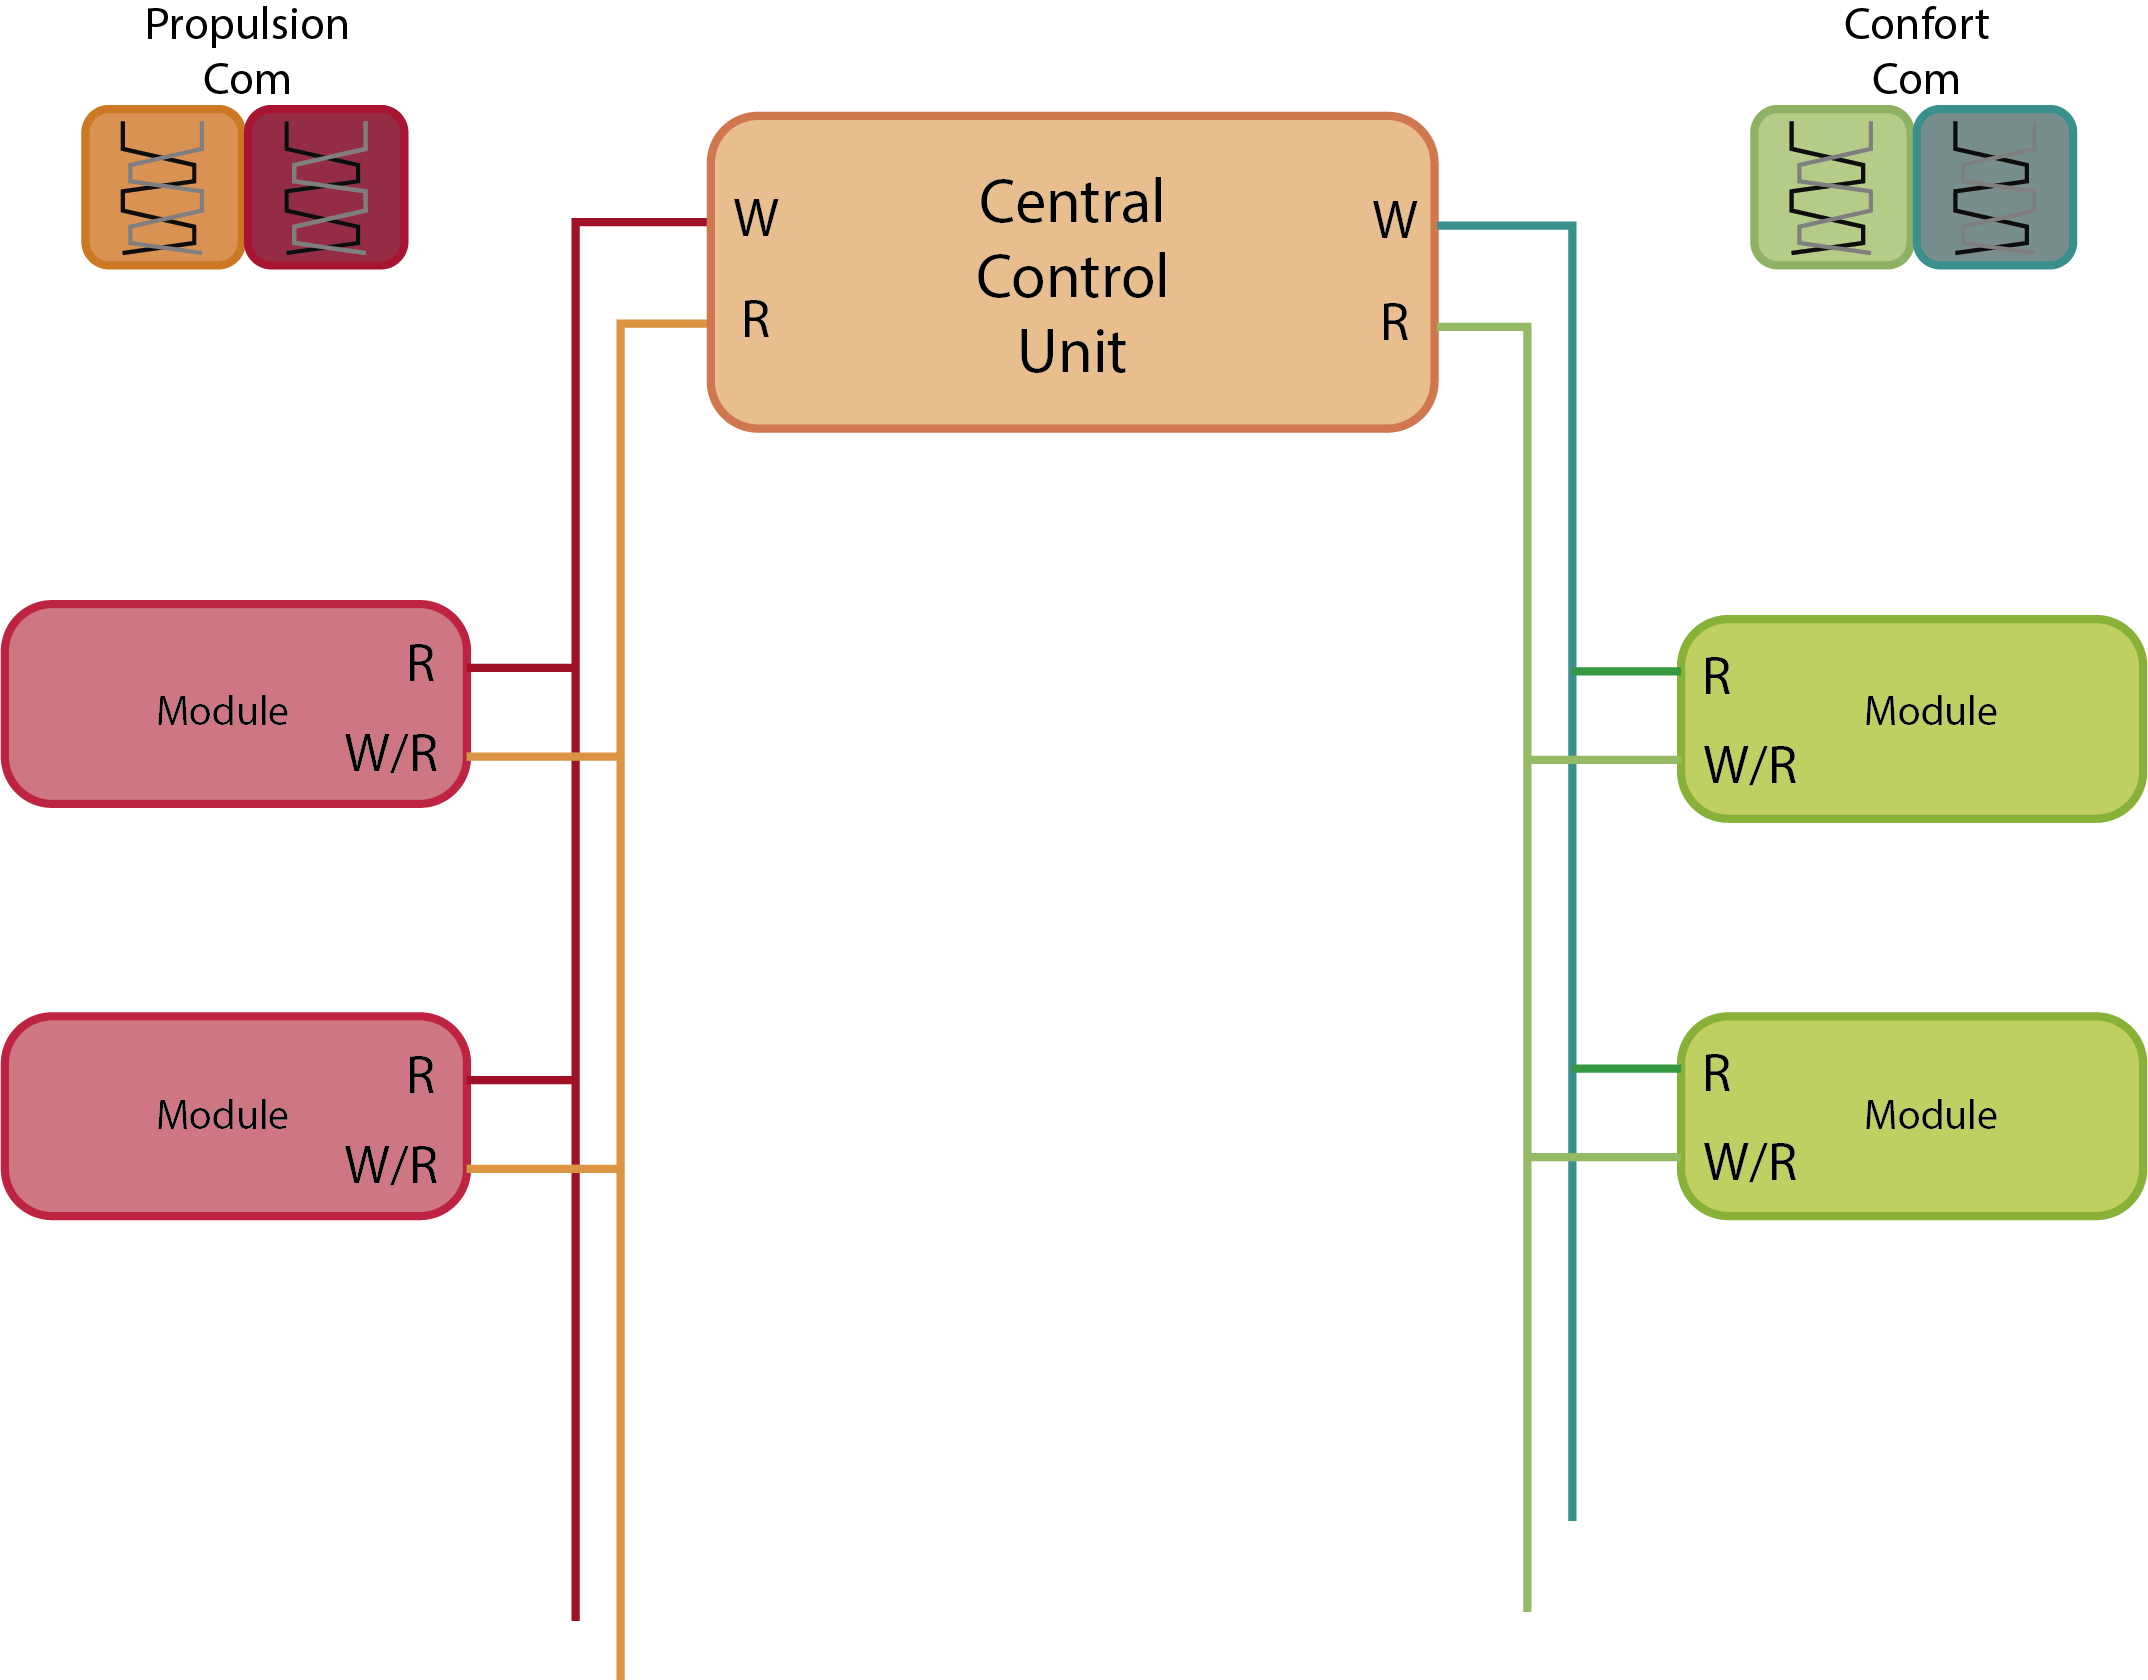 Propulsion
Com
Confort
Com
Central
Control
Unit
W
R
W
R
R
Module
W/R
R
Module
W/R
R
Module
W/R
R
Module
W/R